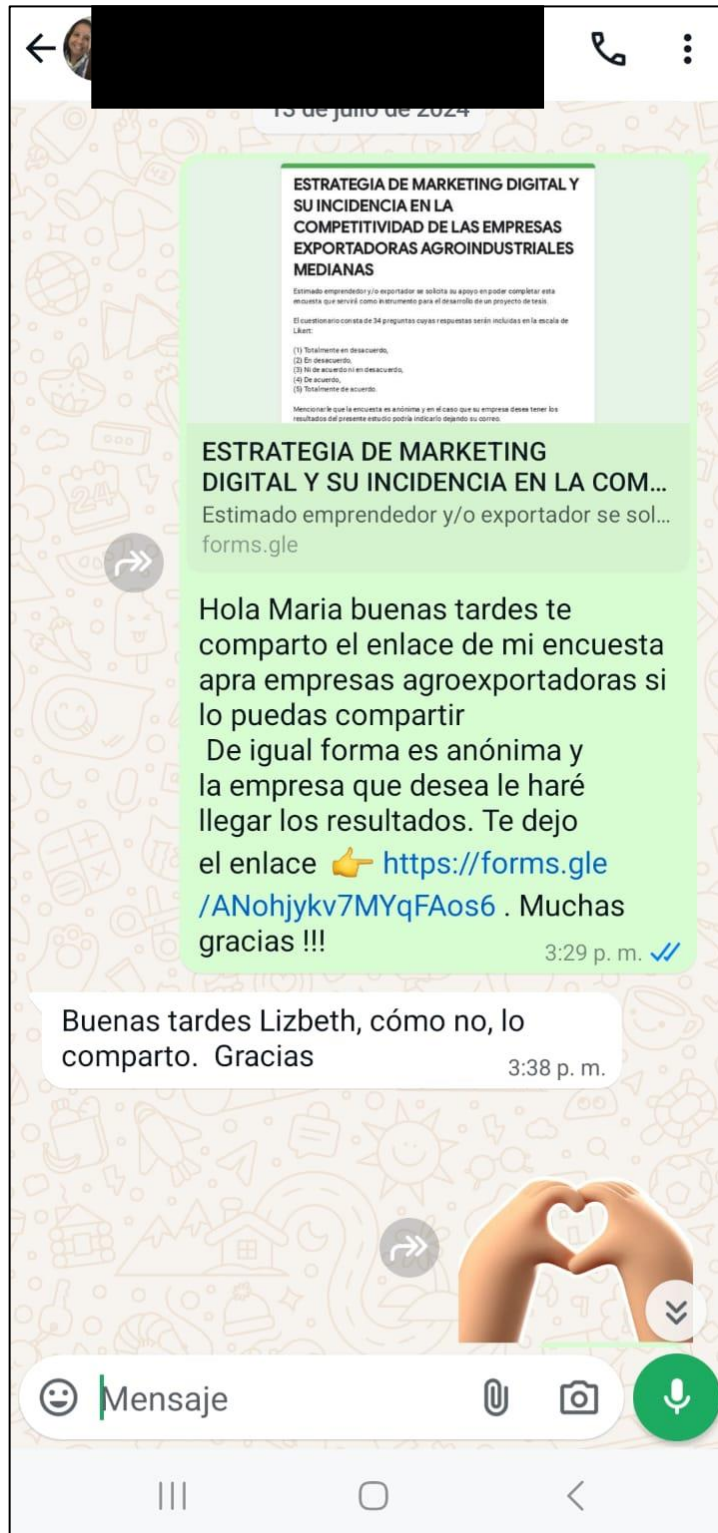 13 de julio de 2024
ESTRATEGIA DE MARKETING DIGITAL Y
SU INCIDENCIA EN LA
COMPETITIVIDAD DE LAS EMPRESAS
EXPORTADORAS AGROINDUSTRIALES
MEDIANAS
Estimado emprendedor y/o exportador se solicita su apoyo en poder completar esta
encuesta que servirá como instrumento para el desarrollo de un proyecto de tesis.
El cuestionario consta de 34 preguntas cuyas respuestas serán incluidas en la escala de
Likert:
(1) Totalmente en desacuerdo,
(2) En desacuerdo,
(3) Ni de acuerdo ni en desacuerdo,
(4) De acuerdo,
(5) Totalmente de acuerdo.
Mencionarle que la encuesta es anónima y en el caso que su empresa desea tener los
resultados del presente estudio podría indicarlo dejando su correo.
ESTRATEGIA DE MARKETING
DIGITAL Y SU INCIDENCIA EN LA COM...
Estimado emprendedor y/o exportador se sol...
forms.gle
Hola Maria buenas tardes te
comparto el enlace de mi encuesta
apra empresas agroexportadoras si
lo puedas compartir
De igual forma es anónima y
la empresa que desea le haré
llegar los resultados. Te dejo
el enlace 👉 https://forms.gle
/ANohjykv7MYqFAos6 . Muchas
gracias !!!
3:29 p. m.
Buenas tardes Lizbeth, cómo no, lo
comparto. Gracias
3:38 p. m.
Mensaje